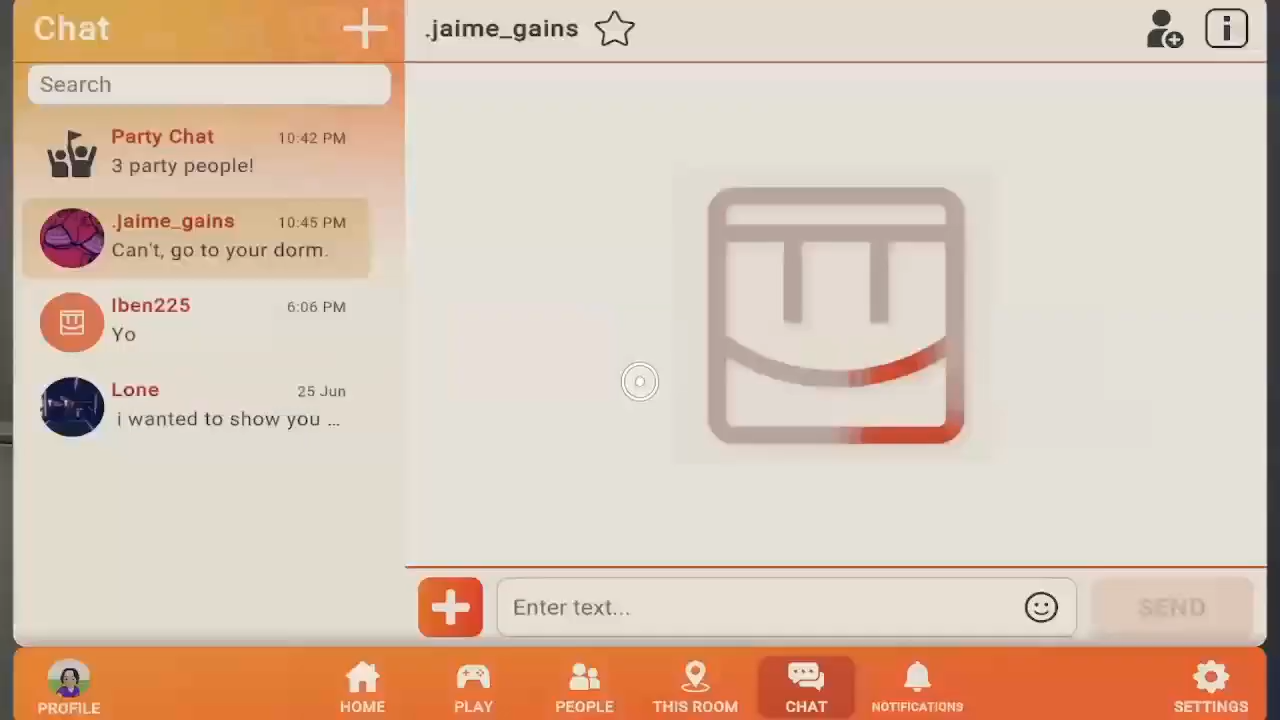 Chat
.jaime_gains
Search
Party Chat 10:42 PM
3 party people!
.jaime_gains 10:45 PM
Can't, go to your dorm.
Iben225 6:06 PM
Yo
Lone 25 Jun
i wanted to show you ...
Enter text...
SEND
PROFILE
HOME
PLAY
PEOPLE
THIS ROOM
CHAT
NOTIFICATIONS
SETTINGS